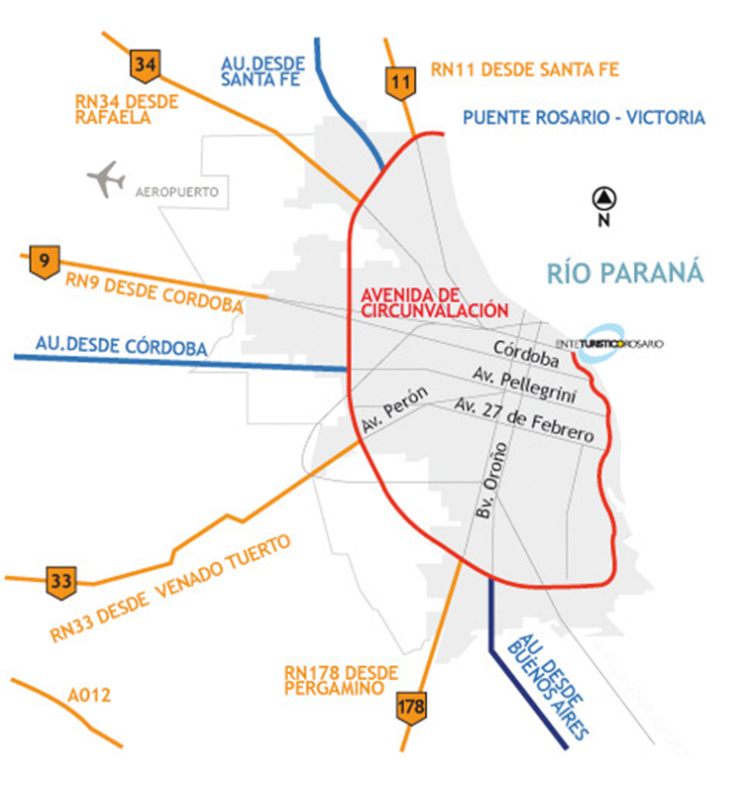 34
AU.DESDE
SANTA FE
11
RN11 DESDE SANTA FE
RN34 DESDE
RAFAELA
PUENTE ROSARIO - VICTORIA
AEROPUERTO
N
9
RN9 DESDE CORDOBA
RÍO PARANÁ
AVENIDA DE
CIRCUNVALACIÓN
AU.DESDE CÓRDOBA
ENTETURISTICOROSARIO
Córdoba
Av. Pellegrini
Av. Perón
Av. 27 de Febrero
Bv. Oroño
33
RN33 DESDE VENADO TUERTO
AU. DESDE
BUENOS AIRES
RN178 DESDE
PERGAMINO
178
A012